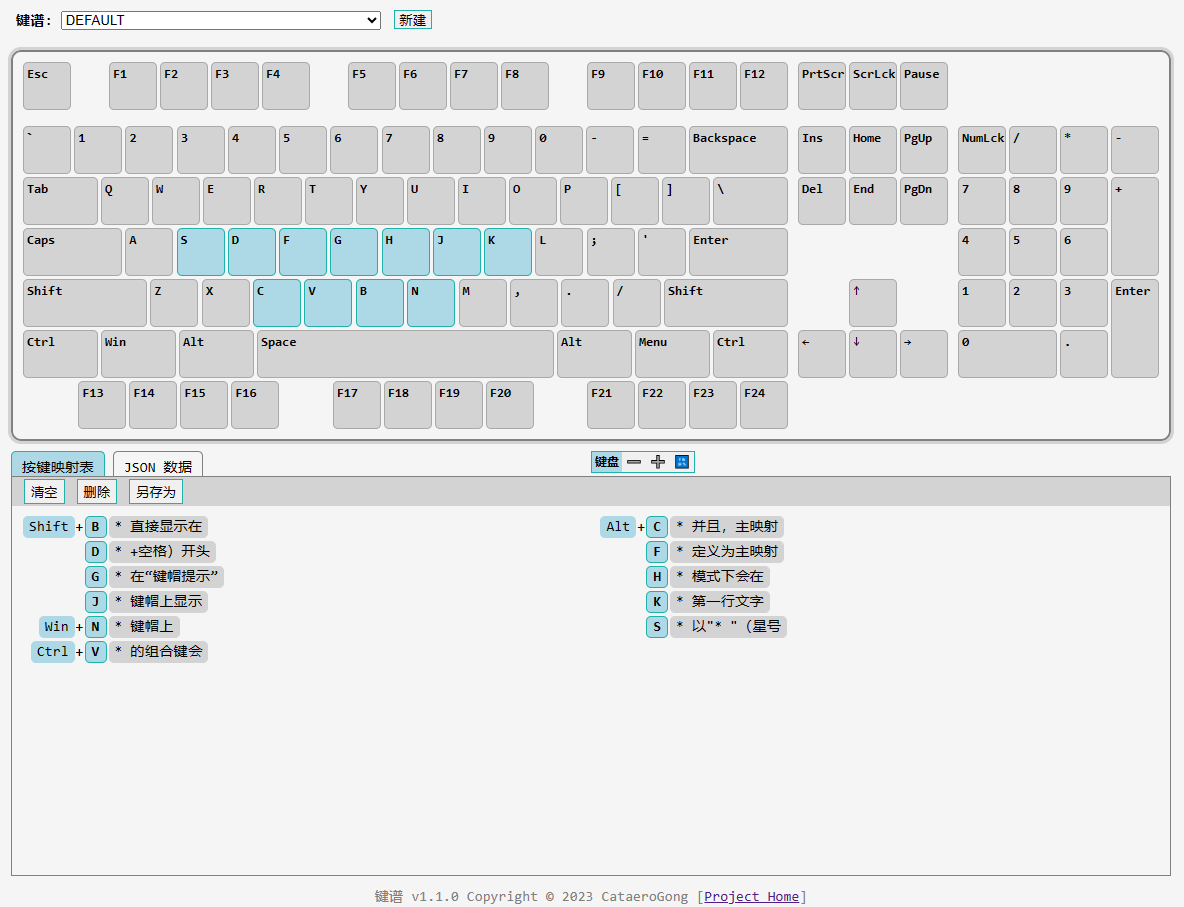 键谱: DEFAULT 新建
Esc F1 F2 F3 F4 F5 F6 F7 F8 F9 F10 F11 F12 PrtScr ScrLck Pause
` 1 2 3 4 5 6 7 8 9 0 - = Backspace Ins Home PgUp NumLck / * -
Tab Q W E R T Y U I O P [ ] \ Del End PgDn 7 8 9 +
Caps A S D F G H J K L ; ' Enter 4 5 6
Shift Z X C V B N M , . / Shift ↑ 1 2 3 Enter
Ctrl Win Alt Space Alt Menu Ctrl ← ↓ → 0 .
F13 F14 F15 F16 F17 F18 F19 F20 F21 F22 F23 F24
按键映射表 JSON 数据 键盘
清空 删除 另存为
Shift + B * 直接显示在
D * +空格）开头
G * 在“键帽提示”
J * 键帽上显示
Win + N * 键帽上
Ctrl + V * 的组合键会
Alt + C * 并且，主映射
F * 定义为主映射
H * 模式下会在
K * 第一行文字
S * 以"* "（星号
键谱 v1.1.0 Copyright © 2023 CataeroGong [Project Home]